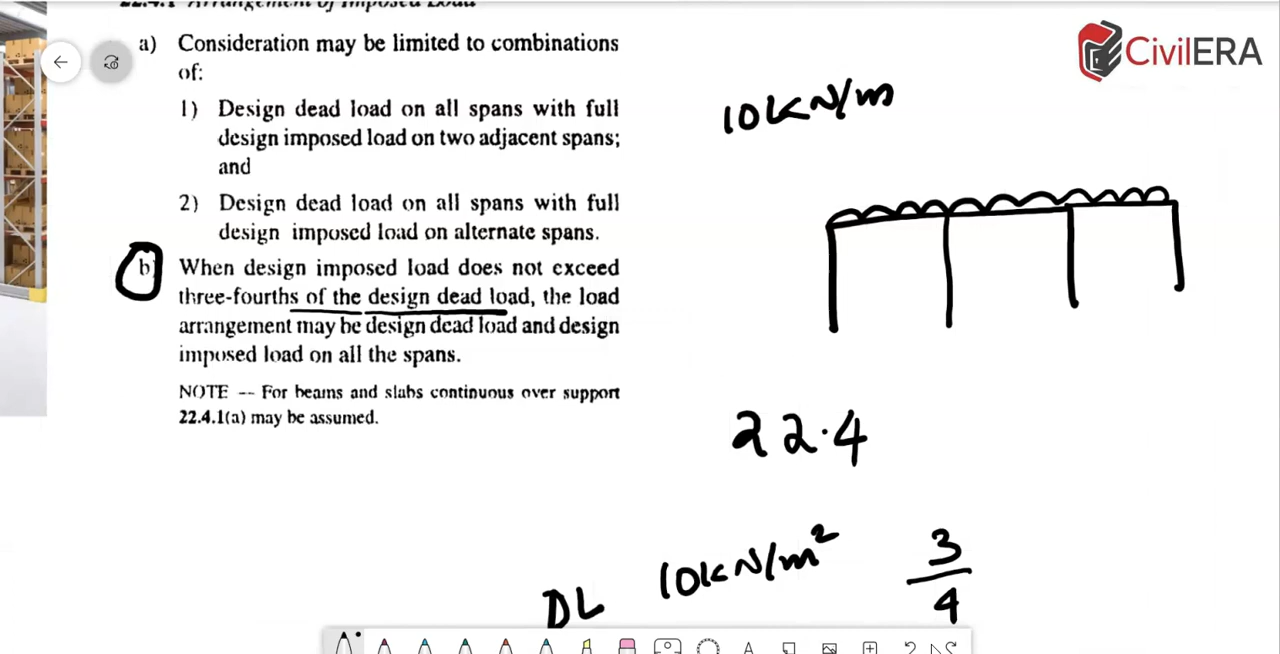 22.4.1 Arrangement of Imposed Load
a) Consideration may be limited to combinations
of:
1) Design dead load on all spans with full
design imposed load on two adjacent spans;
and
2) Design dead load on all spans with full
design imposed load on alternate spans.
b) When design imposed load does not exceed
three-fourths of the design dead load, the load
arrangement may be design dead load and design
imposed load on all the spans.
NOTE -- For beams and slabs continuous over support
22.4.1(a) may be assumed.
CivilERA
10kN/m
22.4
DL 10kN/m²
3
4